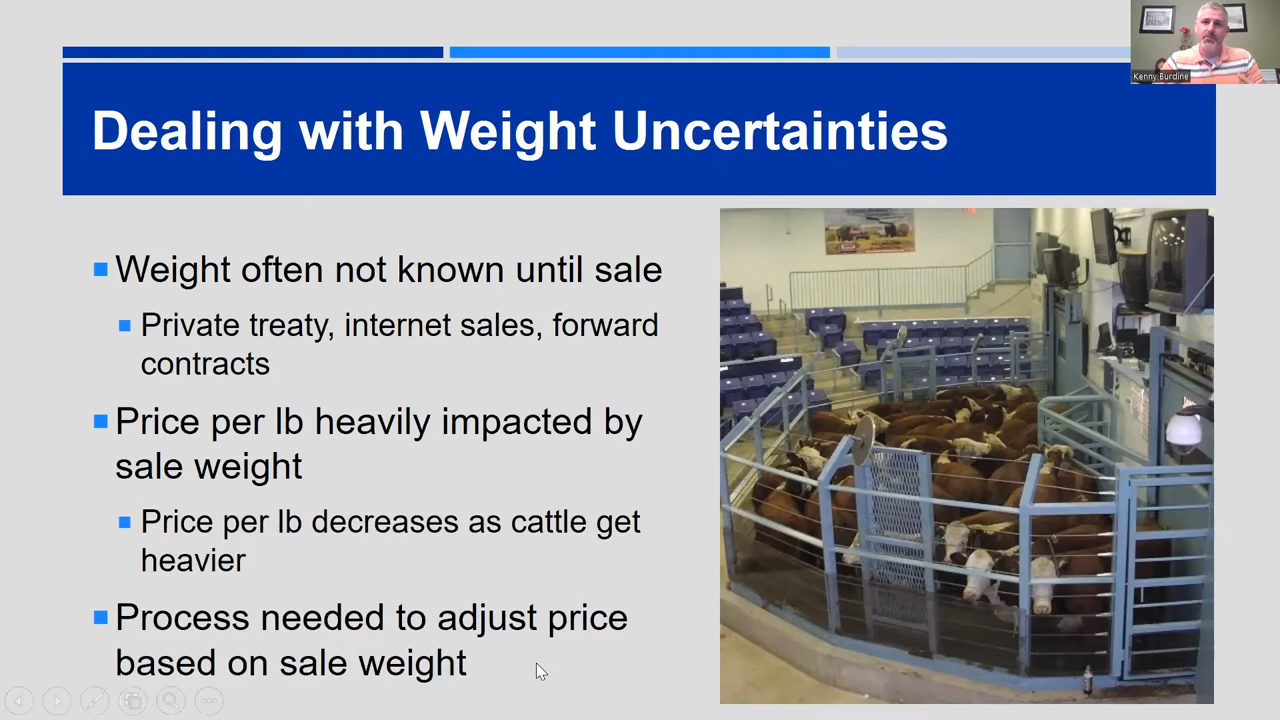 Kenny Burdine
Dealing with Weight Uncertainties
Weight often not known until sale
Private treaty, internet sales, forward
contracts
Price per lb heavily impacted by
sale weight
Price per lb decreases as cattle get
heavier
Process needed to adjust price
based on sale weight